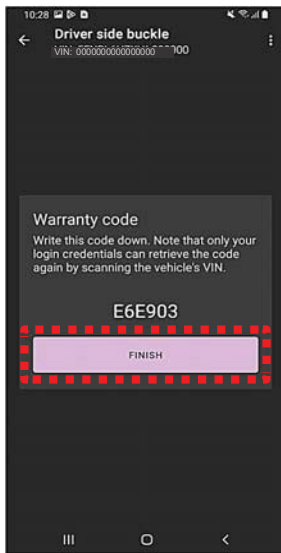 10:28
Driver side buckle
VIN: 0000000000000000
Warranty code
Write this code down. Note that only your
login credentials can retrieve the code
again by scanning the vehicle's VIN.
E6E903
FINISH